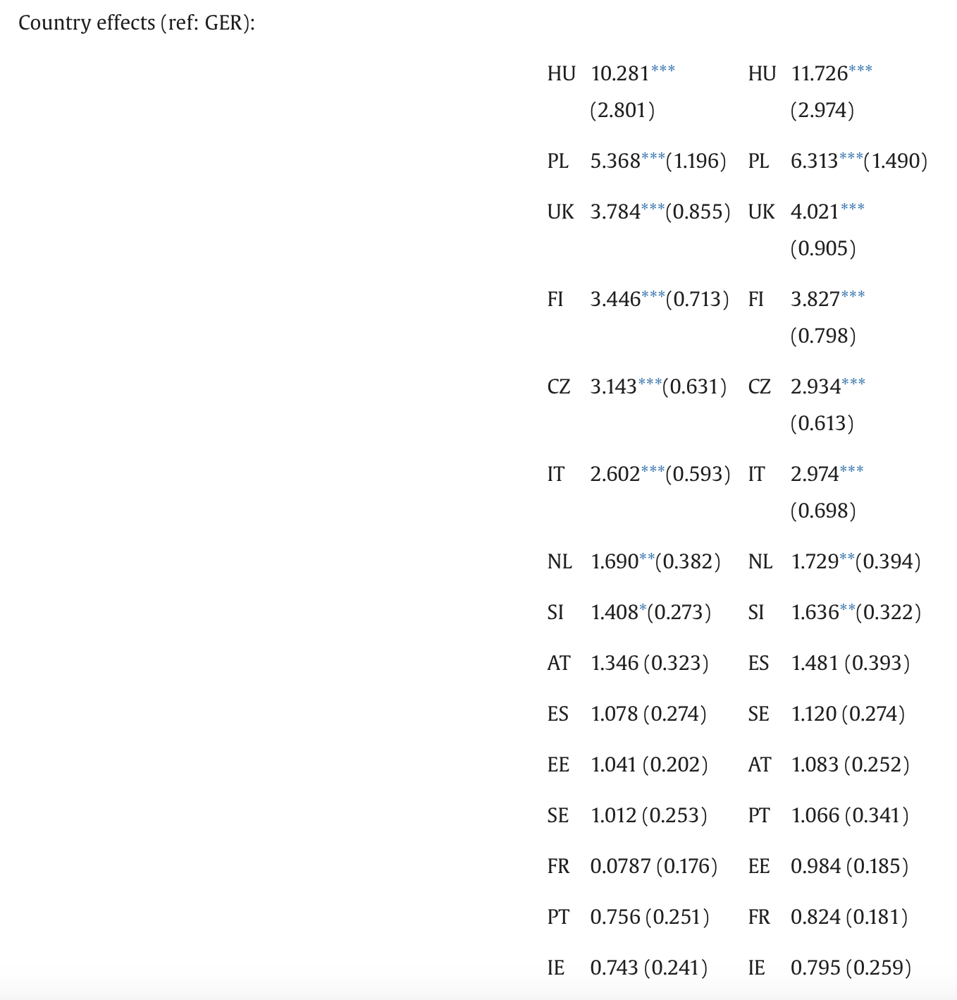 Country effects (ref: GER):
HU 10.281*** HU 11.726***
(2.801) (2.974)
PL 5.368***(1.196) PL 6.313***(1.490)
UK 3.784***(0.855) UK 4.021***
(0.905)
FI 3.446***(0.713) FI 3.827***
(0.798)
CZ 3.143***(0.631) CZ 2.934***
(0.613)
IT 2.602***(0.593) IT 2.974***
(0.698)
NL 1.690**(0.382) NL 1.729**(0.394)
SI 1.408*(0.273) SI 1.636**(0.322)
AT 1.346 (0.323) ES 1.481 (0.393)
ES 1.078 (0.274) SE 1.120 (0.274)
EE 1.041 (0.202) AT 1.083 (0.252)
SE 1.012 (0.253) PT 1.066 (0.341)
FR 0.0787 (0.176) EE 0.984 (0.185)
PT 0.756 (0.251) FR 0.824 (0.181)
IE 0.743 (0.241) IE 0.795 (0.259)